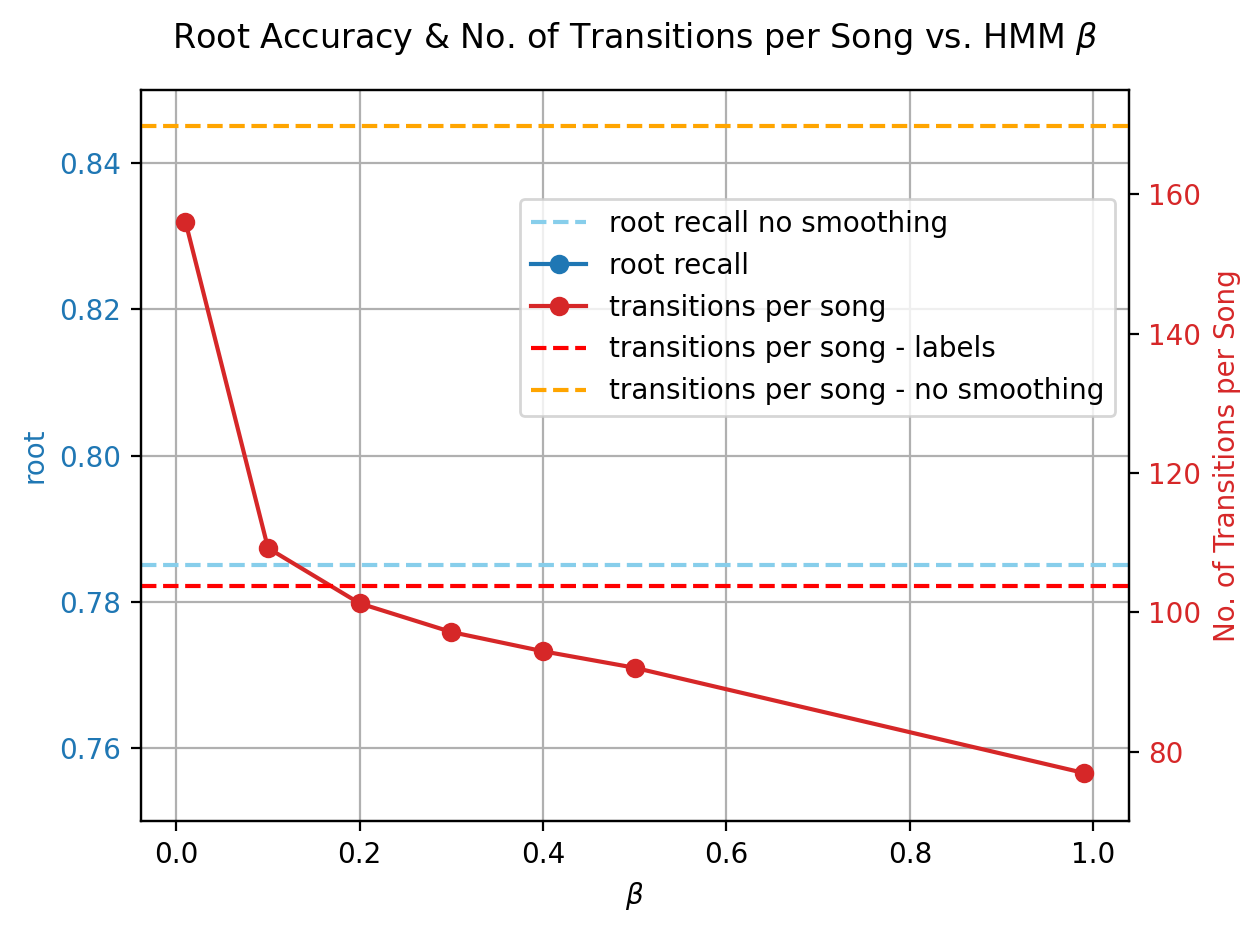 Root Accuracy & No. of Transitions per Song vs. HMM β
0.84
0.82
0.80
0.78
0.76
root
160
140
120
100
80
No. of Transitions per Song
root recall no smoothing
root recall
transitions per song
transitions per song - labels
transitions per song - no smoothing
0.0 0.2 0.4 0.6 0.8 1.0
β